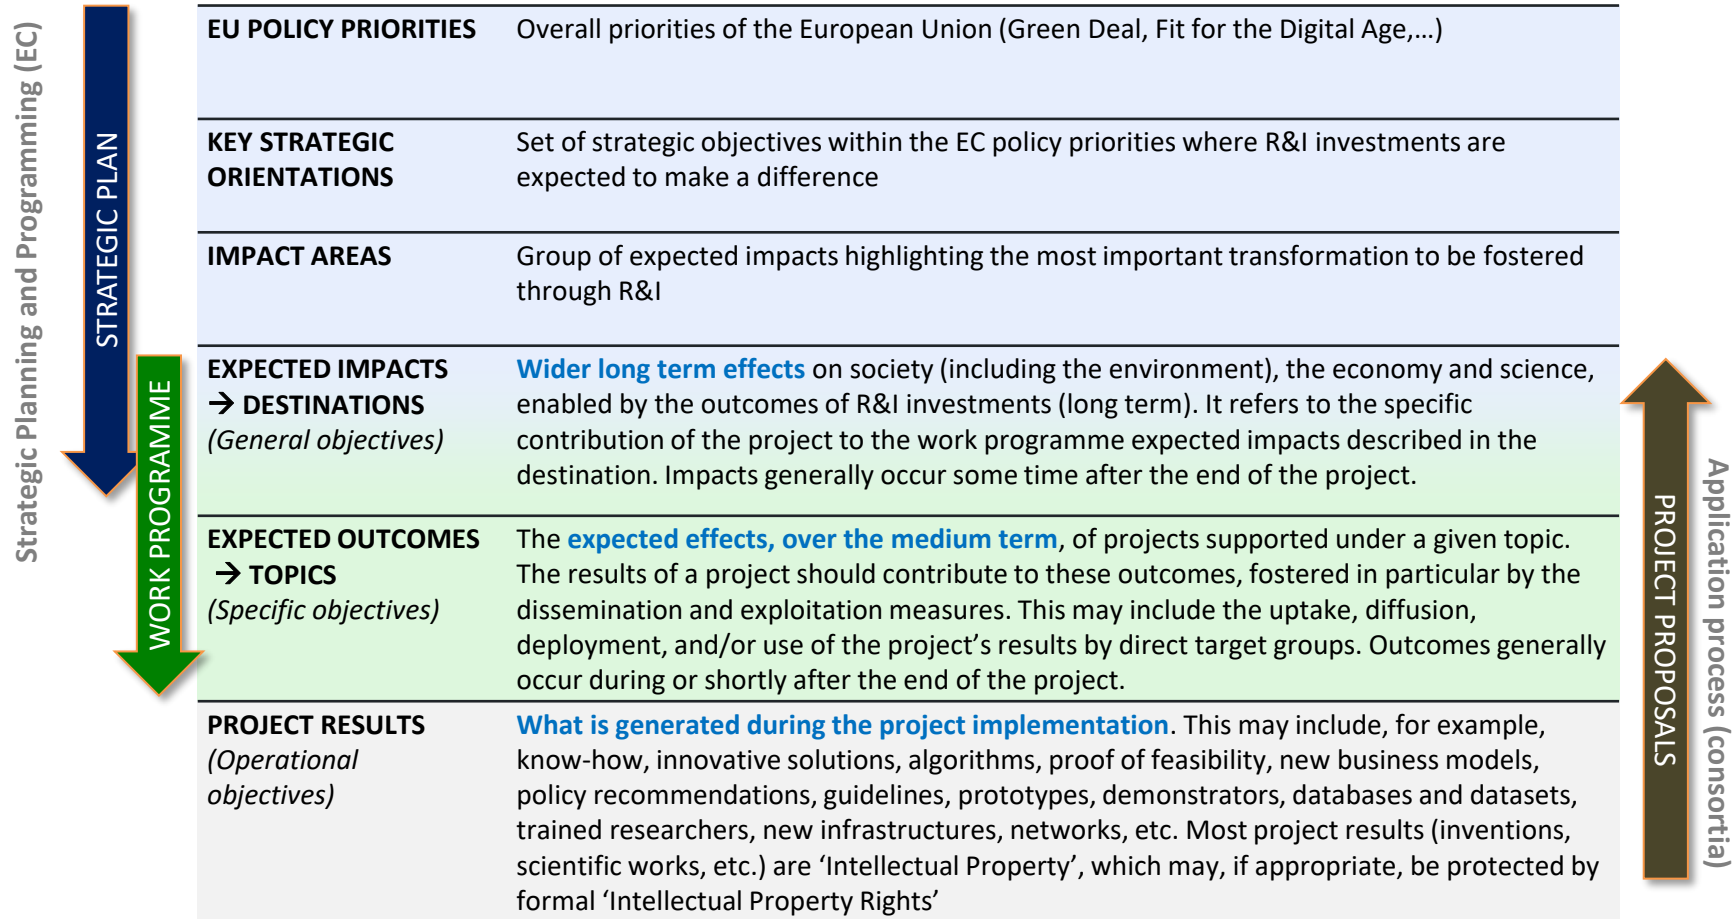 Strategic Planning and Programming (EC)
STRATEGIC PLAN
WORK PROGRAMME
EU POLICY PRIORITIES
Overall priorities of the European Union (Green Deal, Fit for the Digital Age,...)
KEY STRATEGIC
ORIENTATIONS
Set of strategic objectives within the EC policy priorities where R&I investments are
expected to make a difference
IMPACT AREAS
Group of expected impacts highlighting the most important transformation to be fostered
through R&I
EXPECTED IMPACTS
→ DESTINATIONS
(General objectives)
Wider long term effects on society (including the environment), the economy and science,
enabled by the outcomes of R&I investments (long term). It refers to the specific
contribution of the project to the work programme expected impacts described in the
destination. Impacts generally occur some time after the end of the project.
EXPECTED OUTCOMES
→ TOPICS
(Specific objectives)
The expected effects, over the medium term, of projects supported under a given topic.
The results of a project should contribute to these outcomes, fostered in particular by the
dissemination and exploitation measures. This may include the uptake, diffusion,
deployment, and/or use of the project’s results by direct target groups. Outcomes generally
occur during or shortly after the end of the project.
PROJECT RESULTS
(Operational
objectives)
What is generated during the project implementation. This may include, for example,
know-how, innovative solutions, algorithms, proof of feasibility, new business models,
policy recommendations, guidelines, prototypes, demonstrators, databases and datasets,
trained researchers, new infrastructures, networks, etc. Most project results (inventions,
scientific works, etc.) are ‘Intellectual Property’, which may, if appropriate, be protected by
formal ‘Intellectual Property Rights’
PROJECT PROPOSALS
Application process (consortia)